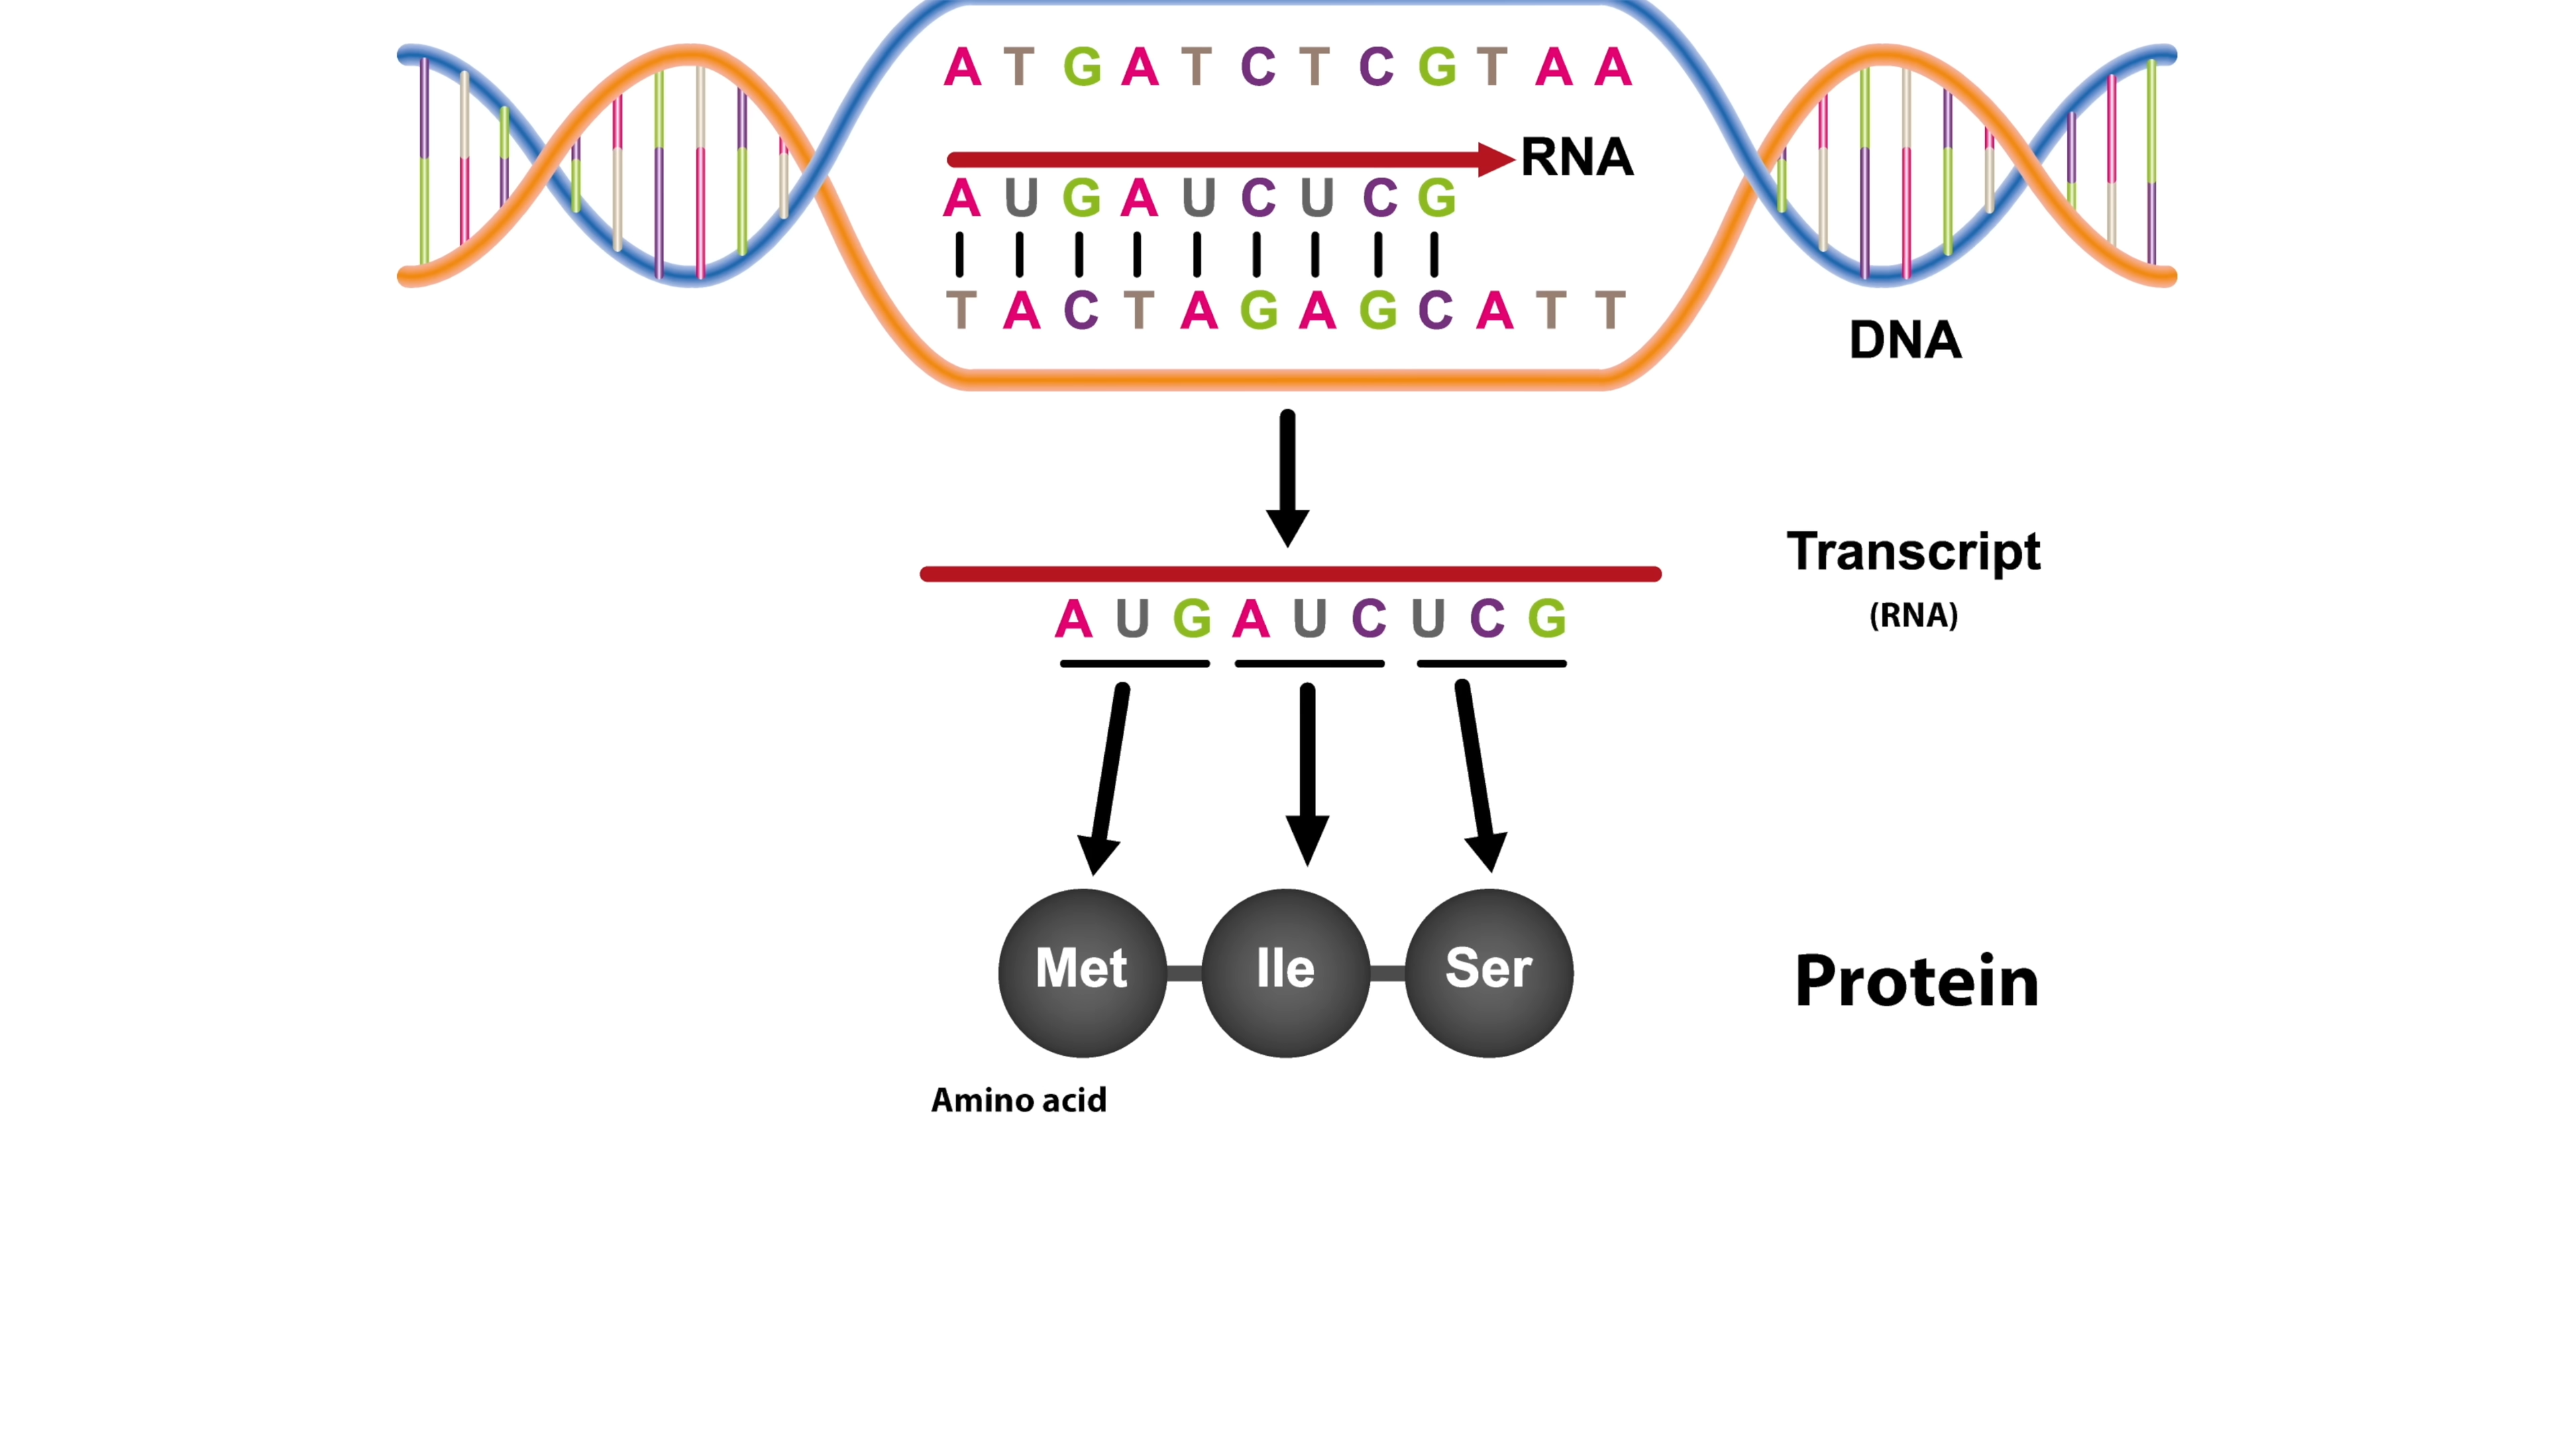 A T G A T C T C G T A A
RNA
A U G A U C U C G
T A C T A G A G C A T T
DNA
Transcript
(RNA)
A U G A U C U C G
Met Ile Ser
Protein
Amino acid